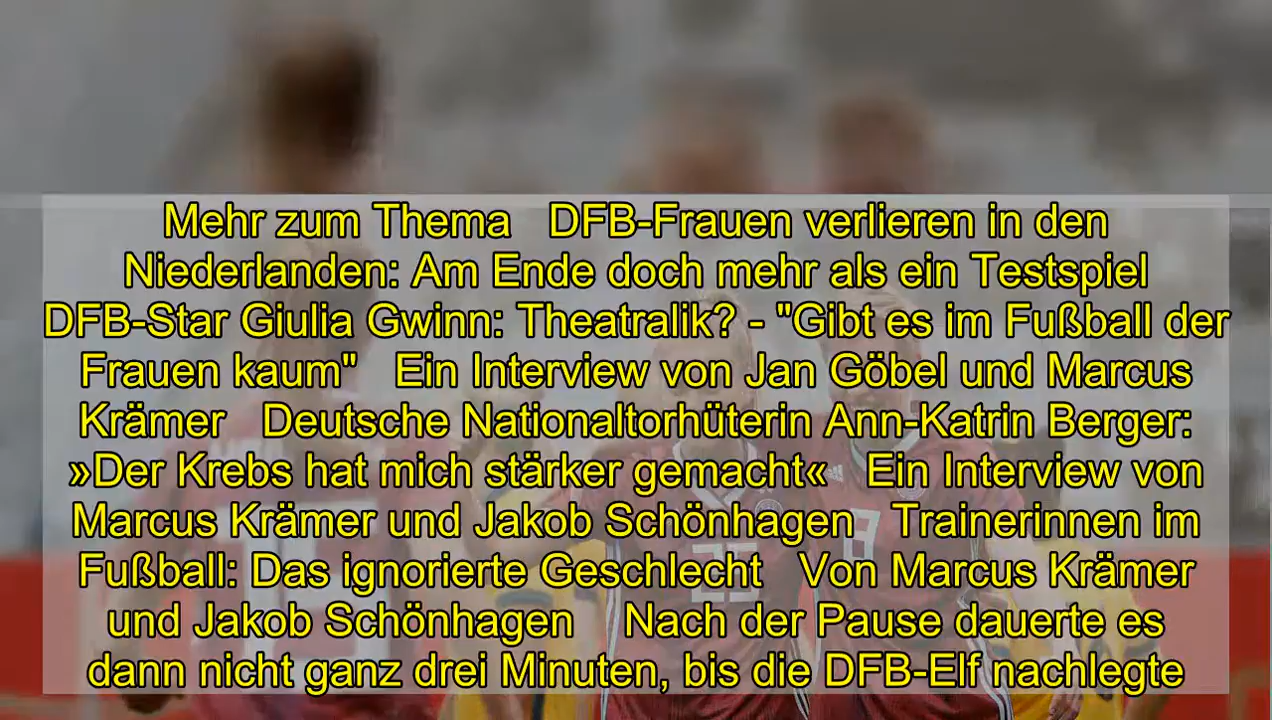 Mehr zum Thema DFB-Frauen verlieren in den
Niederlanden: Am Ende doch mehr als ein Testspiel
DFB-Star Giulia Gwinn: Theatralik? - "Gibt es im Fußball der
Frauen kaum" Ein Interview von Jan Göbel und Marcus
Krämer Deutsche Nationaltorhüterin Ann-Katrin Berger:
»Der Krebs hat mich stärker gemacht« Ein Interview von
Marcus Krämer und Jakob Schönhagen Trainerinnen im
Fußball: Das ignorierte Geschlecht Von Marcus Krämer
und Jakob Schönhagen Nach der Pause dauerte es
dann nicht ganz drei Minuten, bis die DFB-Elf nachlegte
23
19